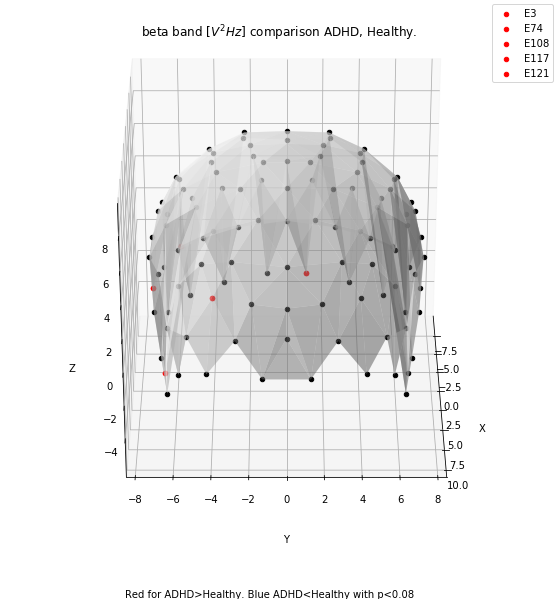 E3
E74
E108
E117
E121
beta band [V²Hz] comparison ADHD, Healthy.
8
6
4
2
0
−2
−4
Z
−7.5
−5.0
−2.5
0.0
2.5
5.0
7.5
10.0
X
−8 −6 −4 −2 0 2 4 6 8
Y
Red for ADHD>Healthy. Blue ADHD<Healthy with p<0.08